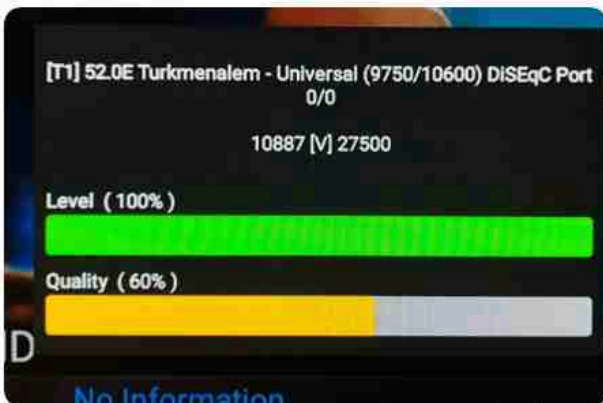 [T1] 52.0E Turkmenalem - Universal (9750/10600) DiSEqC Port
0/0
10887 [V] 27500
Level (100%)
Quality (60%)
ID
No Information